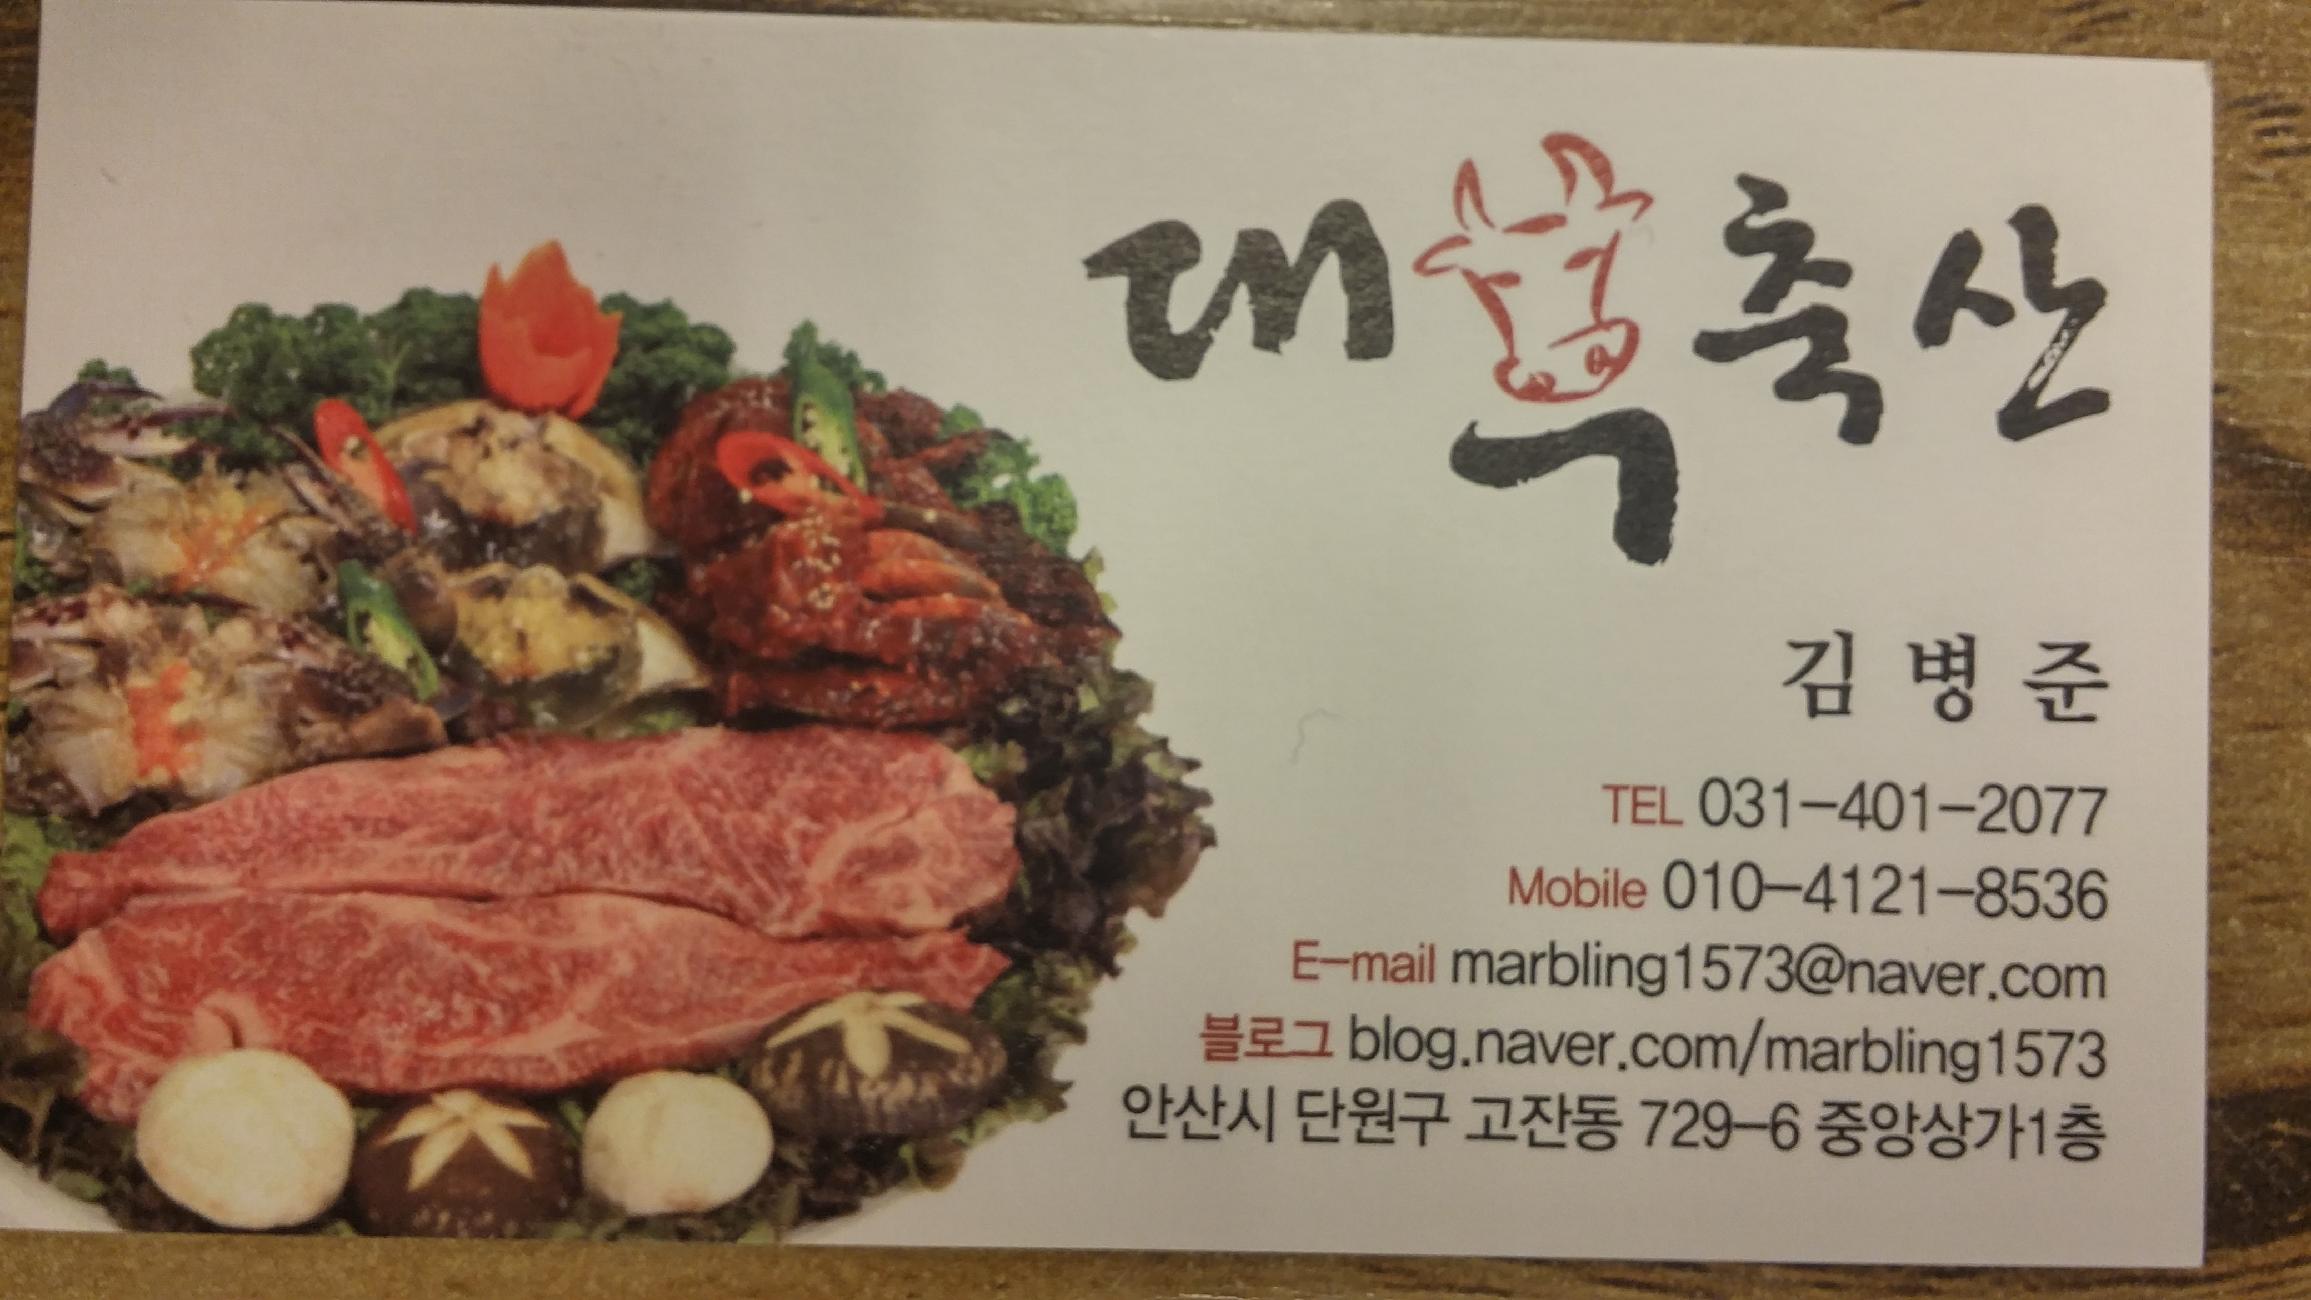 대우축산
김병준
TEL 031-401-2077
Mobile 010-4121-8536
E-mail marbling1573@naver.com
블로그 blog.naver.com/marbling1573
안산시 단원구 고잔동 729-6 중앙상가1층